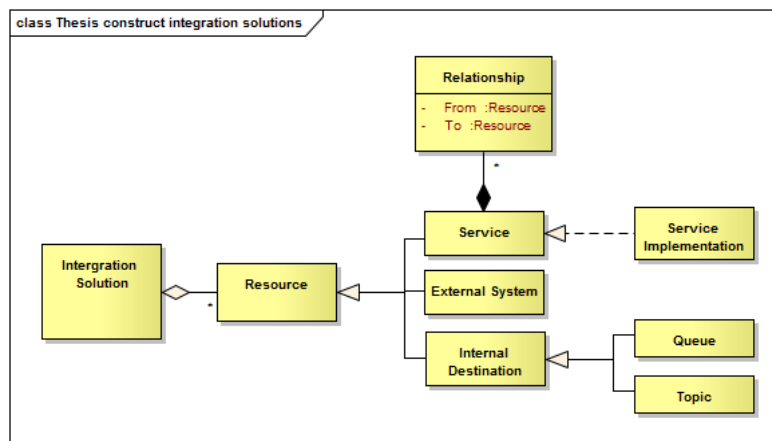 class Thesis construct integration solutions
Relationship
- From :Resource
- To :Resource
*
Service
Service
Implementation
Intergration
Solution
*
Resource
External System
Internal
Destination
Queue
Topic